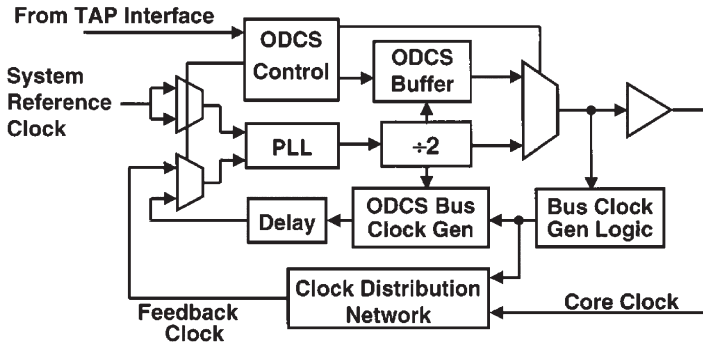 From TAP Interface
ODCS
Control
ODCS
Buffer
System
Reference
Clock
PLL
÷2
Delay
ODCS Bus
Clock Gen
Bus Clock
Gen Logic
Clock Distribution
Network
Feedback
Clock
Core Clock